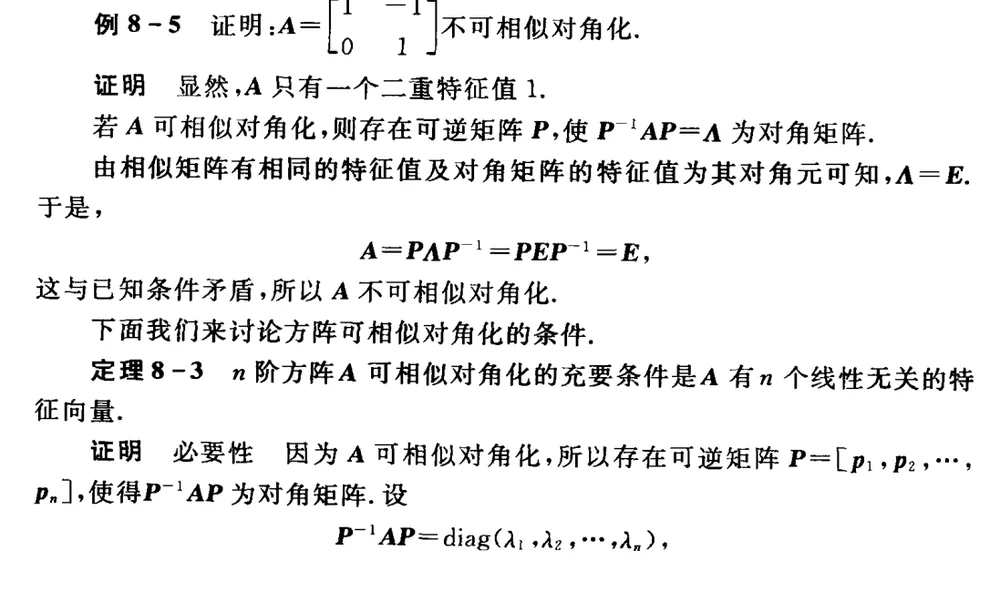 例 8-5 证明:A=[1 -1
0 1]不可相似对角化.
证明 显然,A 只有一个二重特征值 1.
若 A 可相似对角化,则存在可逆矩阵 P,使 P⁻¹AP=Λ 为对角矩阵.
由相似矩阵有相同的特征值及对角矩阵的特征值为其对角元可知,Λ=E.
于是,
A=PΛP⁻¹=PEP⁻¹=E,
这与已知条件矛盾,所以 A 不可相似对角化.
下面我们来讨论方阵可相似对角化的条件.
定理 8-3 n 阶方阵 A 可相似对角化的充要条件是 A 有 n 个线性无关的特
征向量.
证明 必要性 因为 A 可相似对角化,所以存在可逆矩阵 P=[p₁,p₂,⋯,
pₙ],使得P⁻¹AP 为对角矩阵.设
P⁻¹AP=diag(λ₁,λ₂,⋯,λₙ),